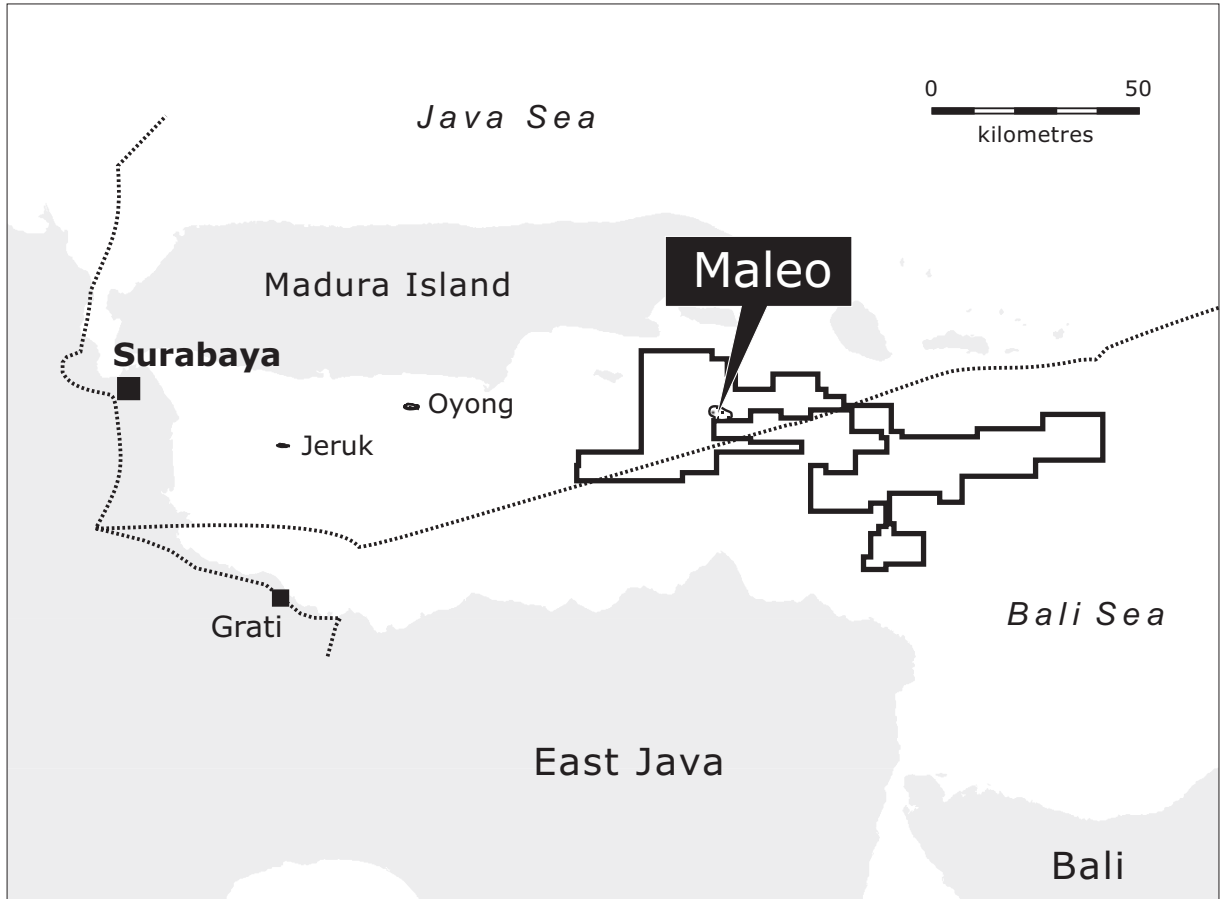 0 50
kilometres
Java Sea
Maleo
Madura Island
Surabaya
Oyong
Jeruk
Grati
Bali Sea
East Java
Bali